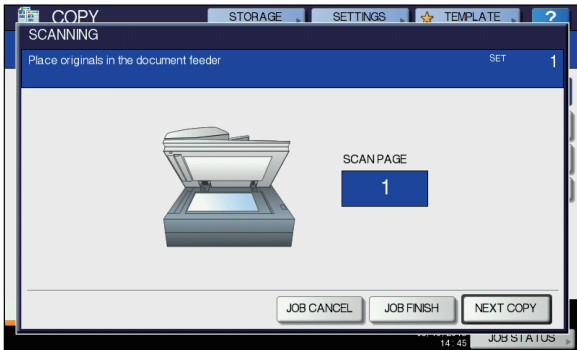 COPY STORAGE SETTINGS TEMPLATE ?
SCANNING
Place originals in the document feeder SET 1
SCAN PAGE
1
JOB CANCEL JOB FINISH NEXT COPY
14 : 45 JOB STATUS